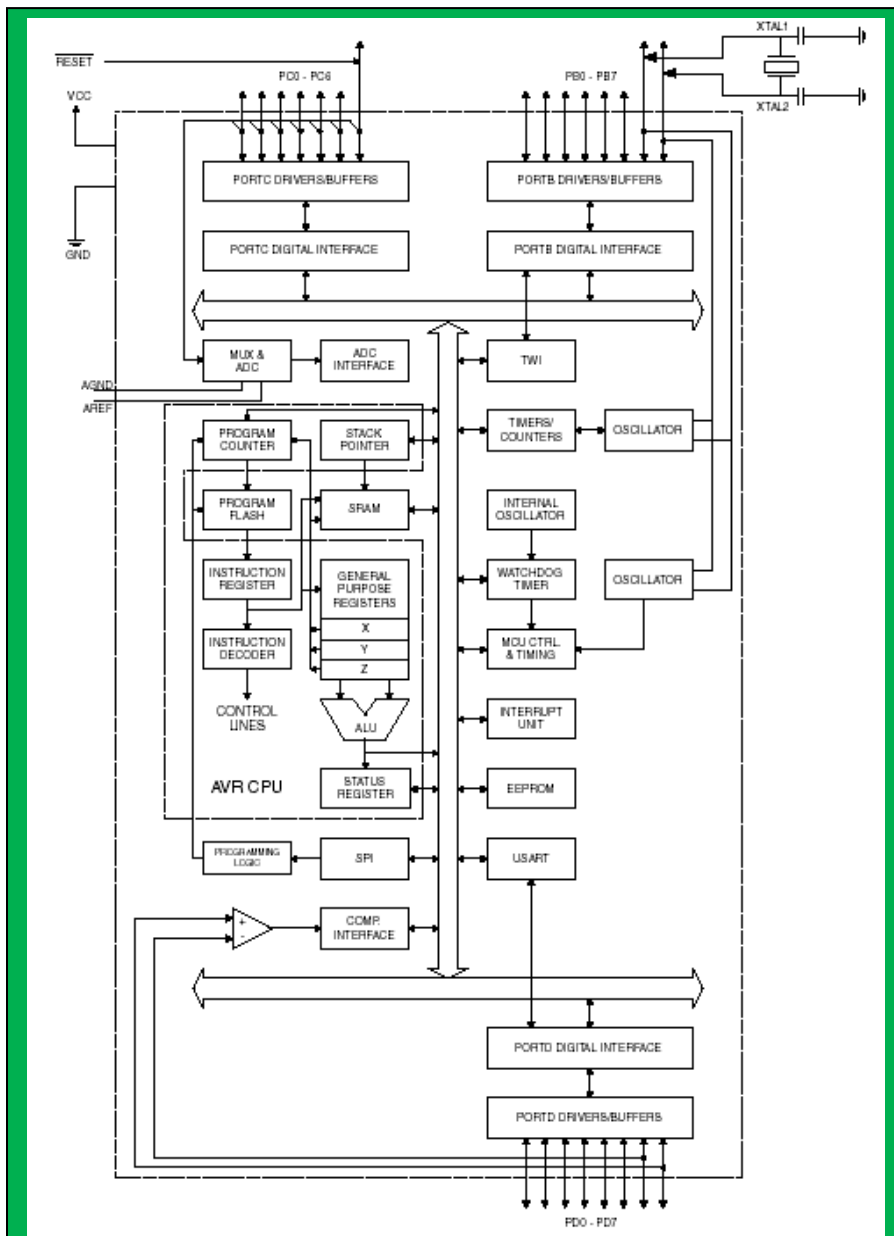 XTAL1
RESET
PC0 - PC6
PB0 - PB7
VCC
XTAL2
PORTC DRIVERS/BUFFERS
PORTB DRIVERS/BUFFERS
GND
PORTC DIGITAL INTERFACE
PORTB DIGITAL INTERFACE
MUX &
ADC
ADC
INTERFACE
TWI
AGND
AREF
PROGRAM
COUNTER
STACK
POINTER
TIMERS/
COUNTERS
OSCILLATOR
PROGRAM
FLASH
SRAM
INTERNAL
OSCILLATOR
INSTRUCTION
REGISTER
GENERAL
PURPOSE
REGISTERS
WATCHDOG
TIMER
OSCILLATOR
X
INSTRUCTION
DECODER
Y
MCU CTRL.
& TIMING
Z
CONTROL
LINES
ALU
INTERRUPT
UNIT
AVR CPU
STATUS
REGISTER
EEPROM
PROGRAMMING
LOGIC
SPI
USART
+
-
COMP.
INTERFACE
PORTD DIGITAL INTERFACE
PORTD DRIVERS/BUFFERS
PD0 - PD7